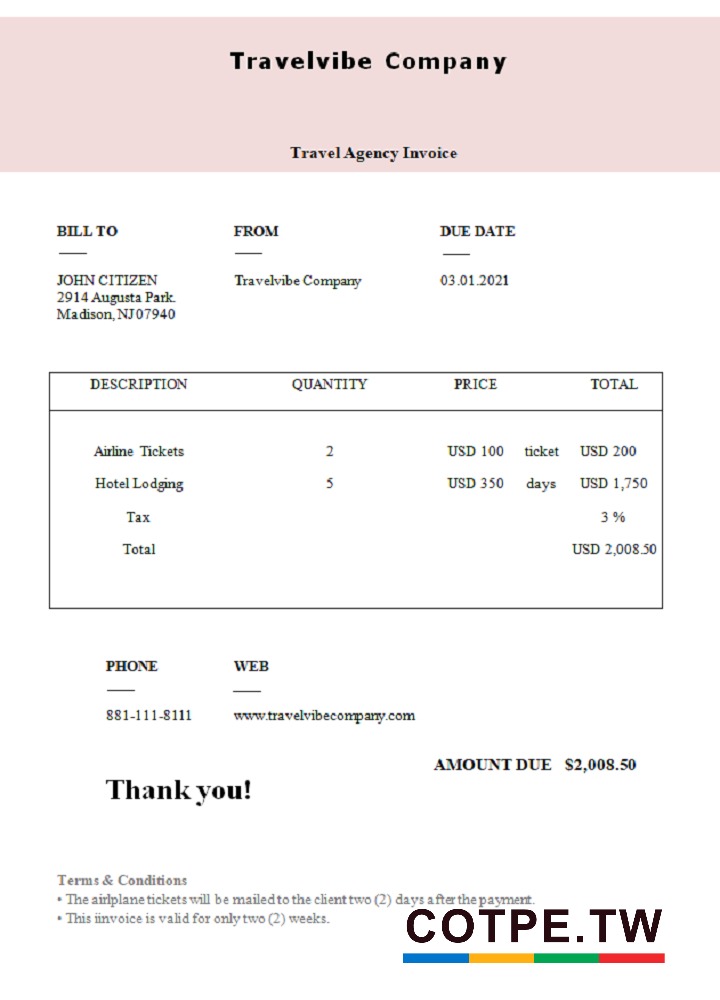 Travelvibe Company
Travel Agency Invoice
BILL TO FROM DUE DATE
JOHN CITIZEN Travelvibe Company 03.01.2021
2914 Augusta Park.
Madison, NJ 07940
DESCRIPTION QUANTITY PRICE TOTAL
Airline Tickets 2 USD 100 ticket USD 200
Hotel Lodging 5 USD 350 days USD 1,750
Tax 3 %
Total USD 2,008.50
PHONE WEB
881-111-8111 www.travelvibecompany.com
AMOUNT DUE $2,008.50
Thank you!
Terms & Conditions
• The airlplane tickets will be mailed to the client two (2) days after the payment.
• This iinvoice is valid for only two (2) weeks.
COTPE.TW